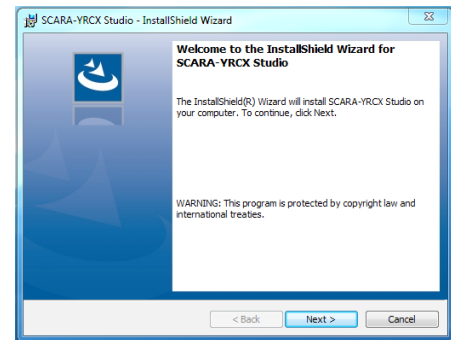 SCARA-YRCX Studio - InstallShield Wizard
Welcome to the InstallShield Wizard for
SCARA-YRCX Studio
The InstallShield(R) Wizard will install SCARA-YRCX Studio on
your computer. To continue, click Next.
WARNING: This program is protected by copyright law and
international treaties.
< Back
Next >
Cancel